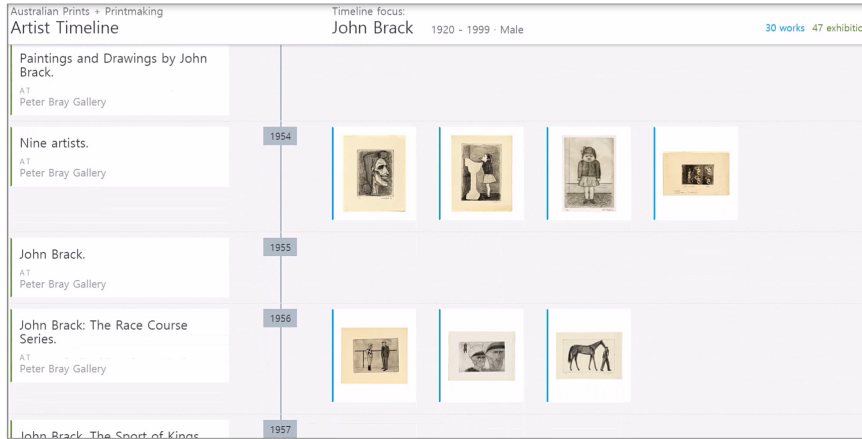 Australian Prints + Printmaking
Artist Timeline
Timeline focus:
John Brack 1920 - 1999 · Male
30 works 47 exhibitio
Paintings and Drawings by John
Brack.
AT
Peter Bray Gallery
1954
Nine artists.
AT
Peter Bray Gallery
1955
John Brack.
AT
Peter Bray Gallery
1956
John Brack: The Race Course
Series.
AT
Peter Bray Gallery
1957
John Brack. The Sport of Kings